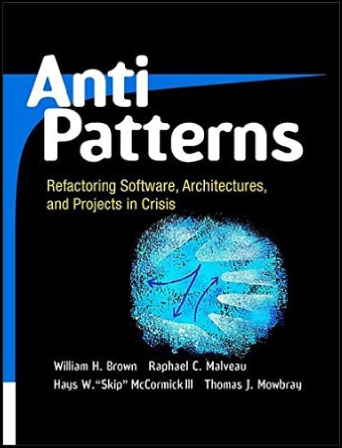 Anti
Patterns
Refactoring Software, Architectures,
and Projects in Crisis
William H. Brown Raphael C. Malveau
Hays W. "Skip" McCormick III Thomas J. Mowbray